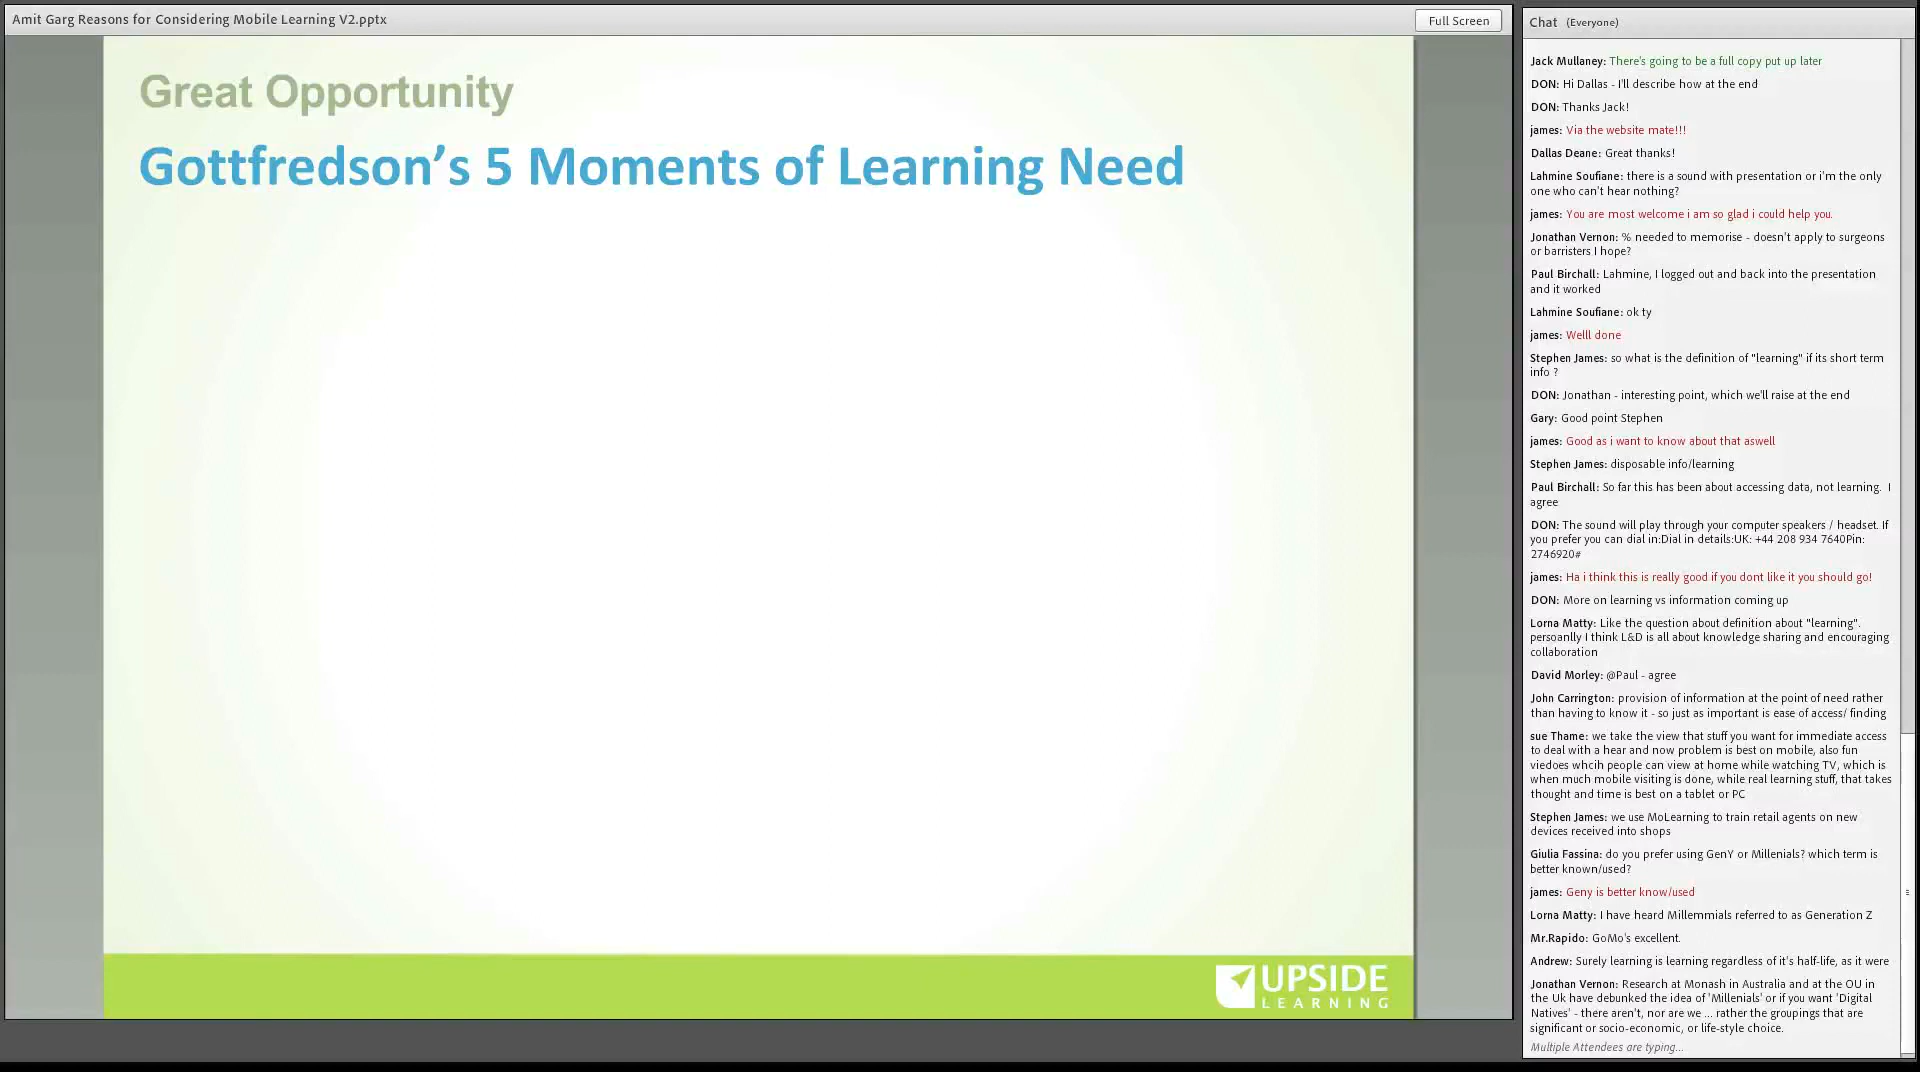 Amit Garg Reasons for Considering Mobile Learning V2.pptx
Full Screen
Great Opportunity
Gottfredson’s 5 Moments of Learning Need
UPSIDE
LEARNING
Chat (Everyone)
Jack Mullaney: There's going to be a full copy put up later
DON: Hi Dallas - I'll describe how at the end
DON: Thanks Jack!
james: Via the website mate!!!
Dallas Deane: Great thanks!
Lahmine Soufiane: there is a sound with presentation or i'm the only
one who can't hear nothing?
james: You are most welcome i am so glad i could help you.
Jonathan Vernon: % needed to memorise - doesn't apply to surgeons
or barristers I hope?
Paul Birchall: Lahmine, I logged out and back into the presentation
and it worked
Lahmine Soufiane: ok ty
james: Welll done
Stephen James: so what is the definition of "learning" if its short term
info ?
DON: Jonathan - interesting point, which we'll raise at the end
Gary: Good point Stephen
james: Good as i want to know about that aswell
Stephen James: disposable info/learning
Paul Birchall: So far this has been about accessing data, not learning. I
agree
DON: The sound will play through your computer speakers / headset. If
you prefer you can dial in:Dial in details:UK: +44 208 934 7640Pin:
2746920#
james: Ha i think this is really good if you dont like it you should go!
DON: More on learning vs information coming up
Lorna Matty: Like the question about definition about "learning".
persoanlly I think L&D is all about knowledge sharing and encouraging
collaboration
David Morley: @Paul - agree
John Carrington: provision of information at the point of need rather
than having to know it - so just as important is ease of access/ finding
sue Thame: we take the view that stuff you want for immediate access
to deal with a hear and now problem is best on mobile, also fun
viedoes whcih people can view at home while watching TV, which is
when much mobile visiting is done, while real learning stuff, that takes
thought and time is best on a tablet or PC
Stephen James: we use MoLearning to train retail agents on new
devices received into shops
Giulia Fassina: do you prefer using GenY or Millenials? which term is
better known/used?
james: Geny is better know/used
Lorna Matty: I have heard Millemmials referred to as Generation Z
Mr.Rapido: GoMo's excellent.
Andrew: Surely learning is learning regardless of it's half-life, as it were
Jonathan Vernon: Research at Monash in Australia and at the OU in
the Uk have debunked the idea of 'Millenials' or if you want 'Digital
Natives' - there aren't, nor are we ... rather the groupings that are
significant or socio-economic, or life-style choice.
Multiple Attendees are typing...